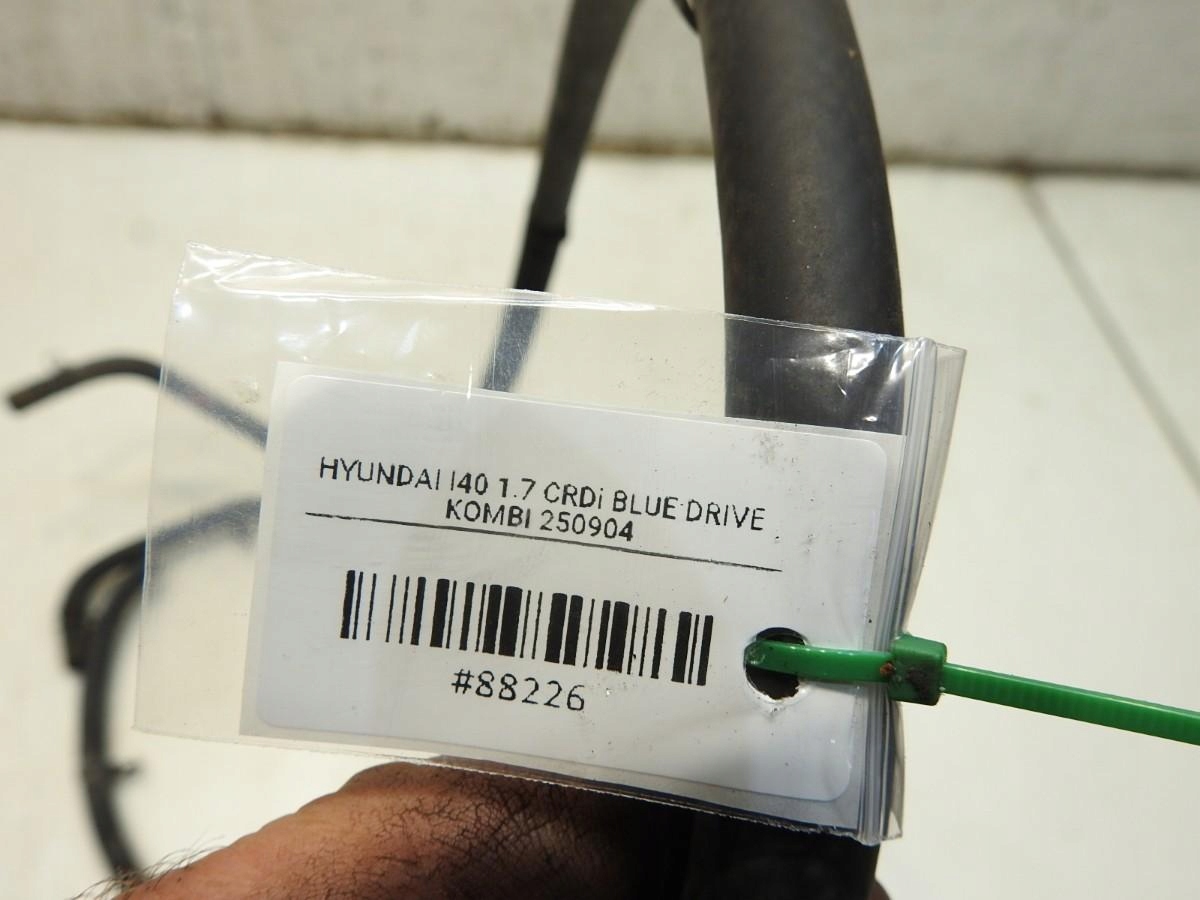 HYUNDAI I40 1.7 CRDi BLUE DRIVE
KOMBI 250904
#88226